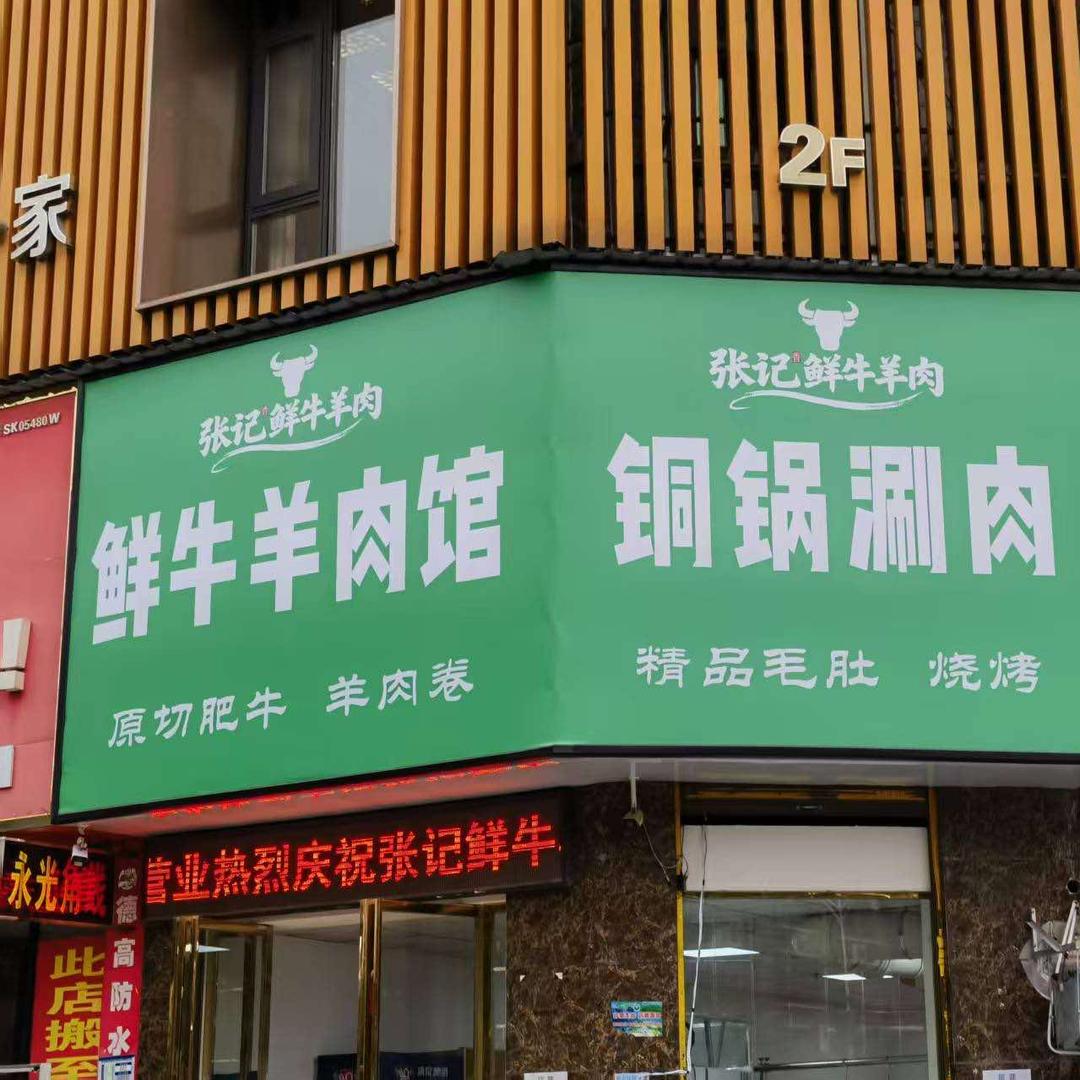 家
2F
SK05480W
张记鲜牛羊肉
鲜牛羊肉馆
原切肥牛 羊肉卷
张记鲜牛羊肉
铜锅涮肉
精品毛肚 烧烤
营业热烈庆祝张记鲜牛
永光
德高防水
此店搬至